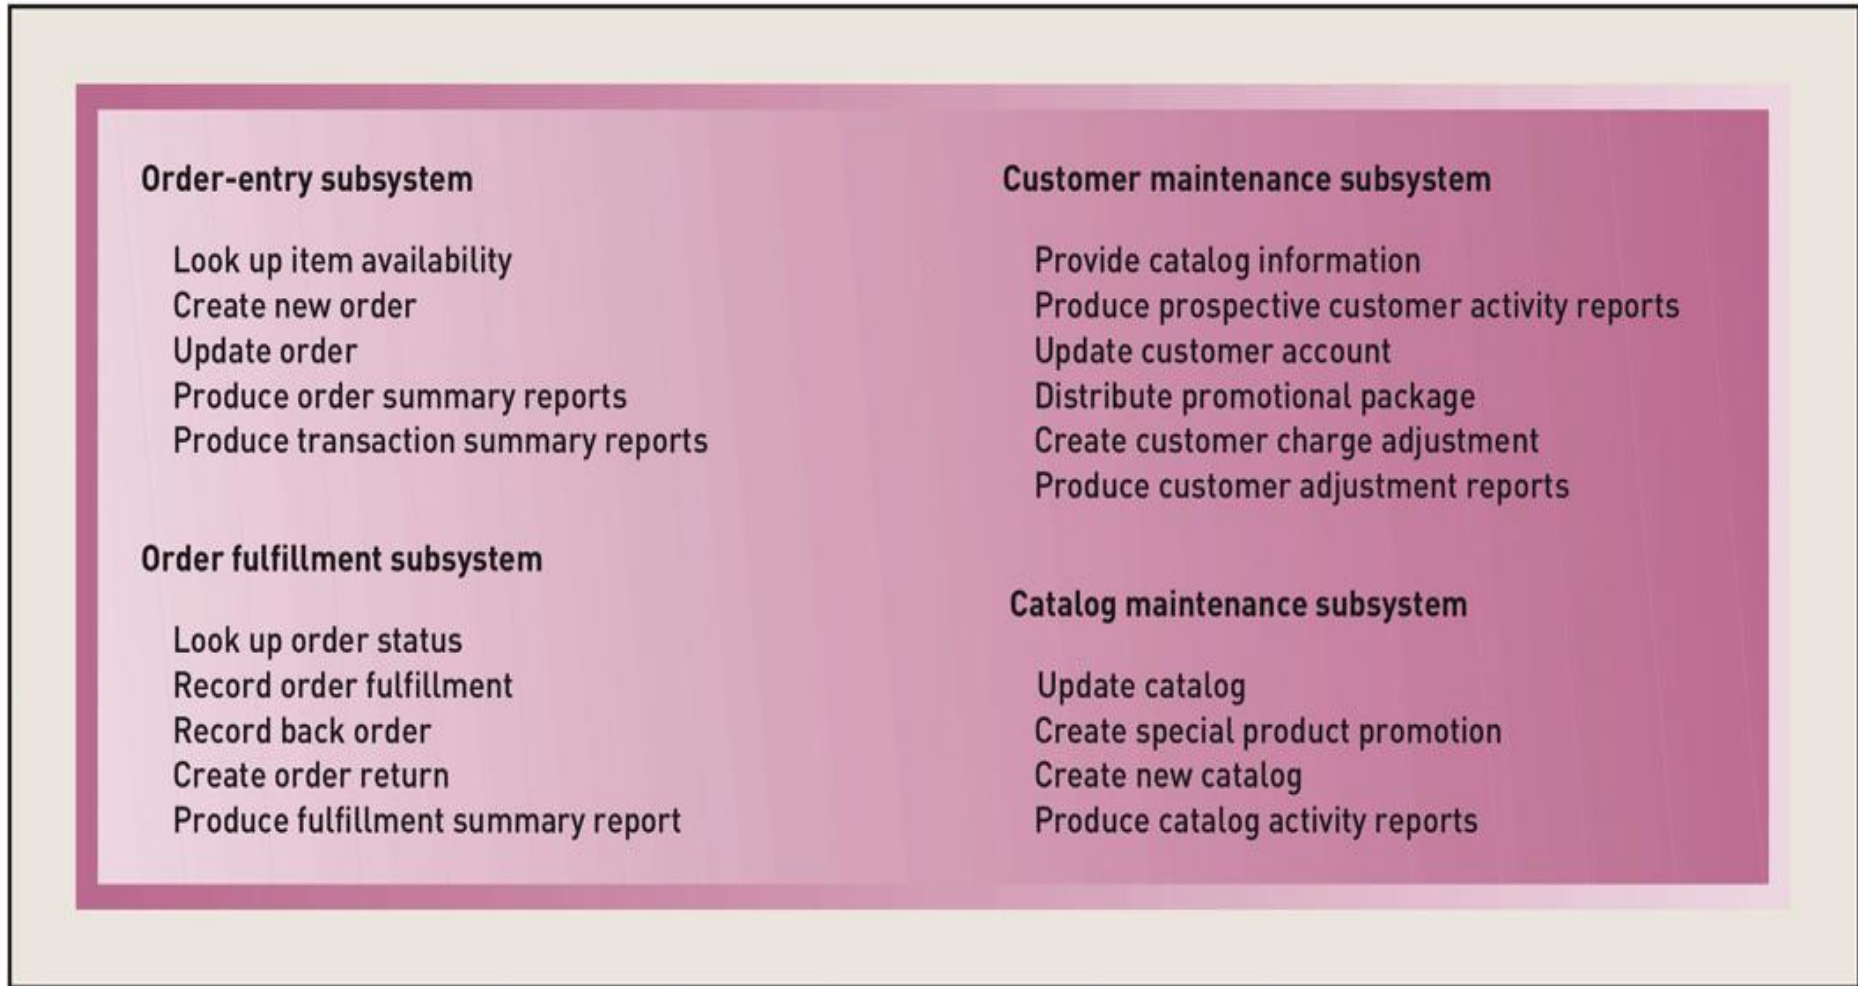 Order-entry subsystem
Look up item availability
Create new order
Update order
Produce order summary reports
Produce transaction summary reports
Order fulfillment subsystem
Look up order status
Record order fulfillment
Record back order
Create order return
Produce fulfillment summary report
Customer maintenance subsystem
Provide catalog information
Produce prospective customer activity reports
Update customer account
Distribute promotional package
Create customer charge adjustment
Produce customer adjustment reports
Catalog maintenance subsystem
Update catalog
Create special product promotion
Create new catalog
Produce catalog activity reports